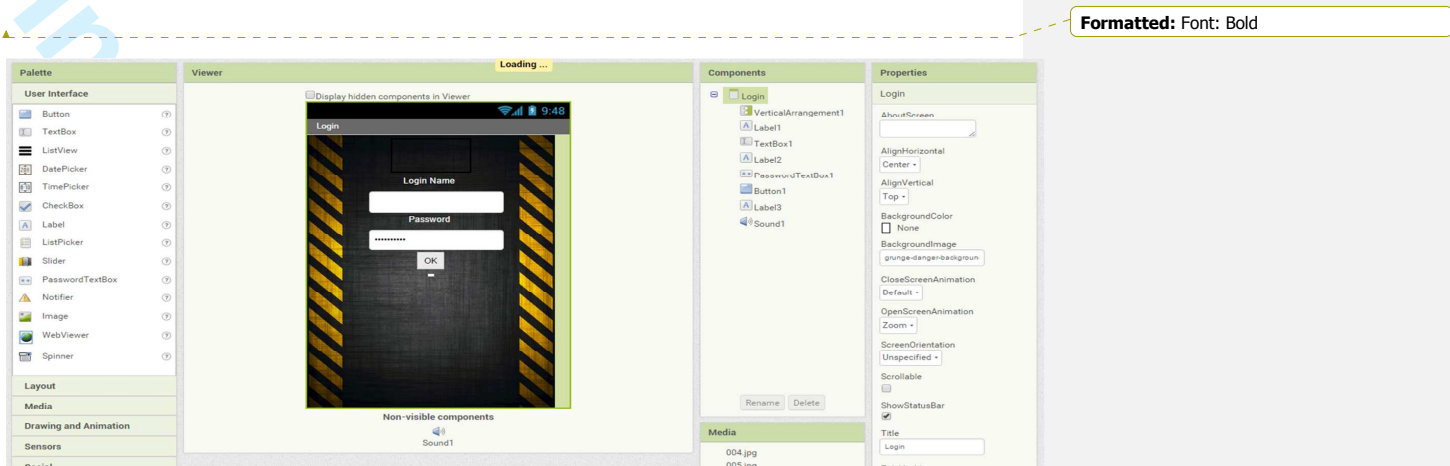 Formatted: Font: Bold
Loading ...
Palette
User Interface
Button
TextBox
ListView
DatePicker
TimePicker
CheckBox
Label
ListPicker
Slider
PasswordTextBox
Notifier
Image
WebViewer
Spinner
Layout
Media
Drawing and Animation
Sensors
Social
Viewer
Display hidden components in Viewer
9:48
Login
Login Name
Password
OK
Non-visible components
Sound1
Components
Login
VerticalArrangement1
Label1
TextBox1
Label2
PasswordTextBox1
Button1
Label3
Sound1
Rename Delete
Media
004.jpg
005.jpg
Properties
Login
AboutScreen
AlignHorizontal
Center
AlignVertical
Top
BackgroundColor
None
BackgroundImage
grunge-danger-backgroun
CloseScreenAnimation
Default
OpenScreenAnimation
Zoom
ScreenOrientation
Unspecified
Scrollable
ShowStatusBar
Title
Login